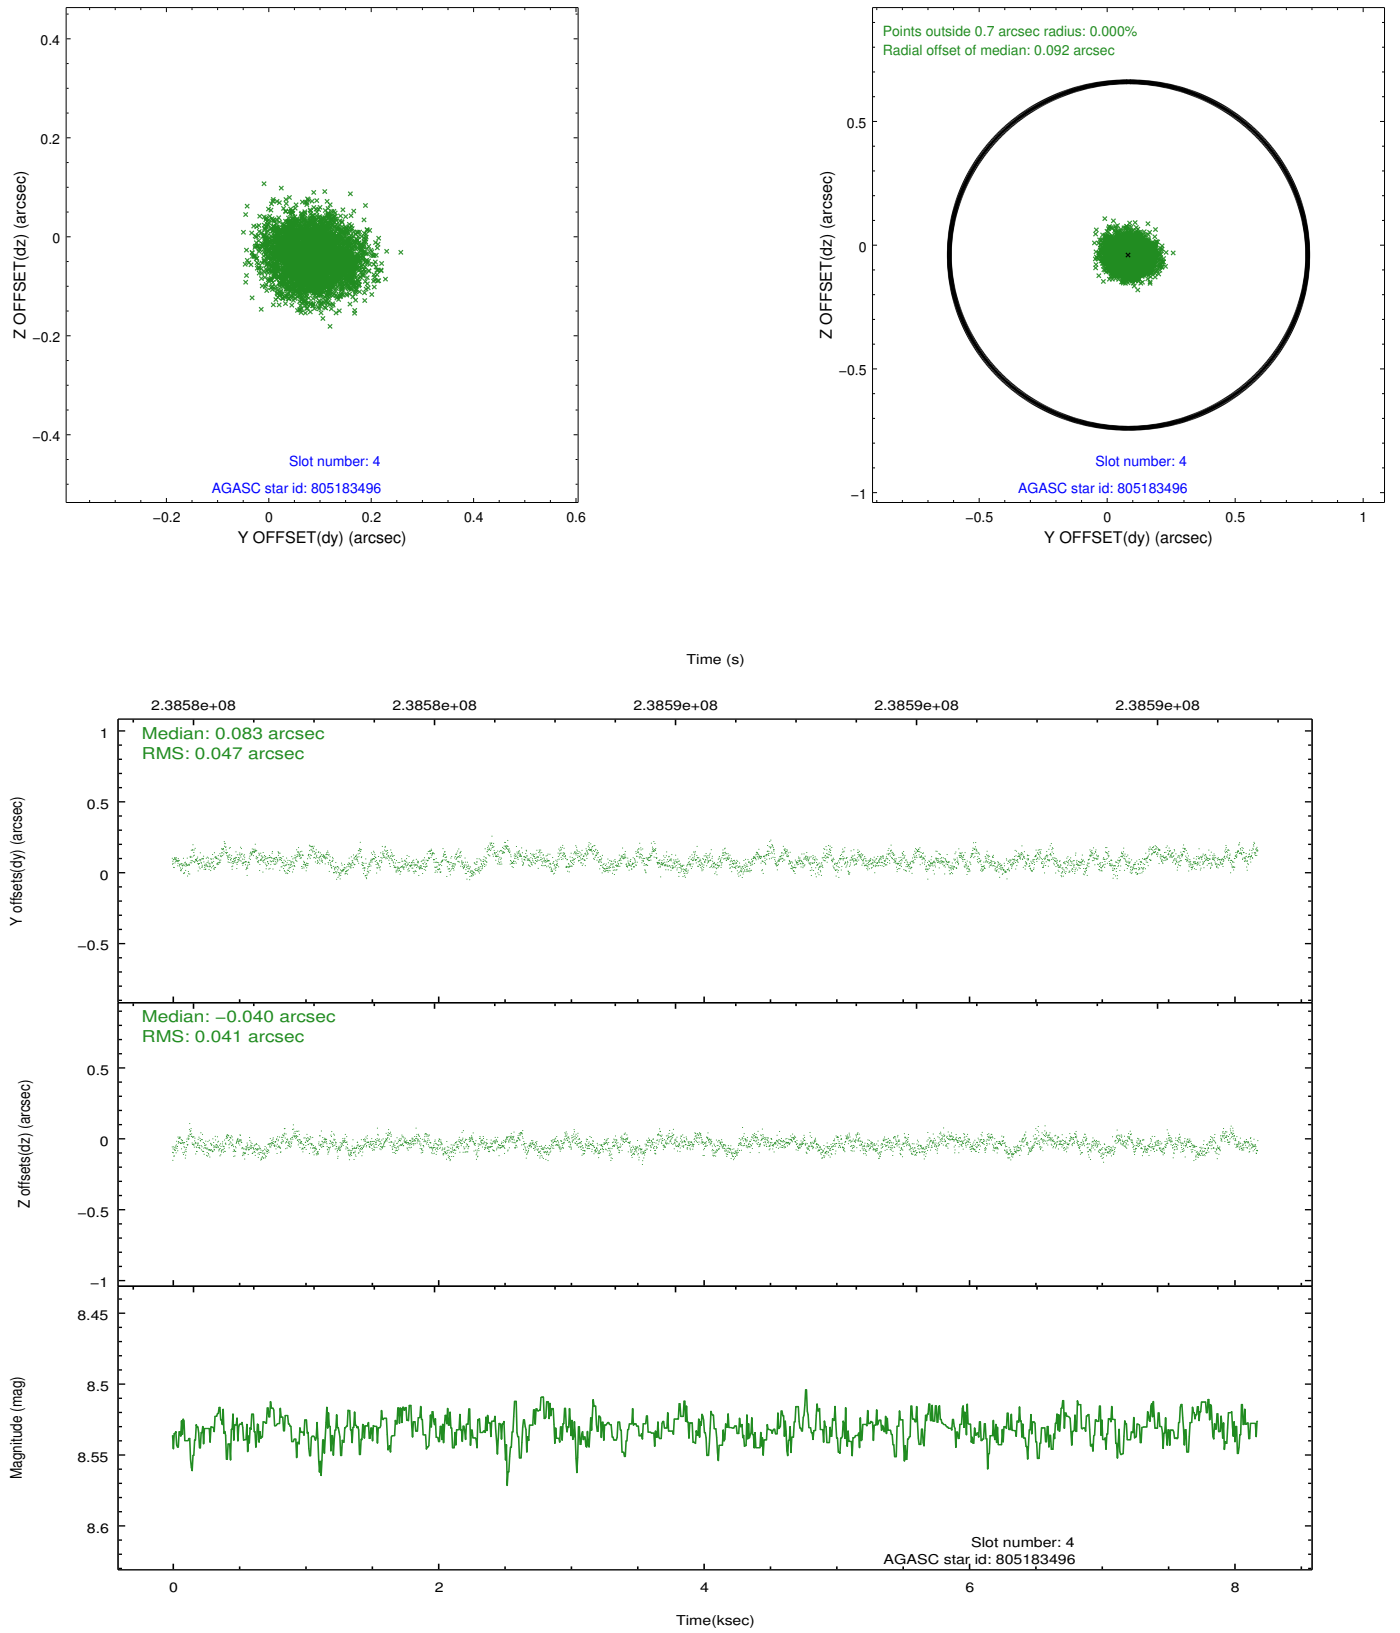 0.4
0.2
0
−0.2
−0.4
Z OFFSET(dz) (arcsec)
Slot number: 4
AGASC star id: 805183496
−0.2
0
0.2
0.4
0.6
Y OFFSET(dy) (arcsec)
Points outside 0.7 arcsec radius: 0.000%
Radial offset of median: 0.092 arcsec
0.5
0
−0.5
−1
Z OFFSET(dz) (arcsec)
Slot number: 4
AGASC star id: 805183496
−0.5
0
0.5
1
Y OFFSET(dy) (arcsec)
Time (s)
2.3858e+08
2.3858e+08
2.3859e+08
2.3859e+08
2.3859e+08
Median: 0.083 arcsec
RMS: 0.047 arcsec
1
0.5
0
−0.5
Y offsets(dy) (arcsec)
Median: −0.040 arcsec
RMS: 0.041 arcsec
0.5
0
−0.5
−1
Z offsets(dz) (arcsec)
8.45
8.5
8.55
8.6
Magnitude (mag)
Slot number: 4
AGASC star id: 805183496
0
2
4
6
8
Time(ksec)